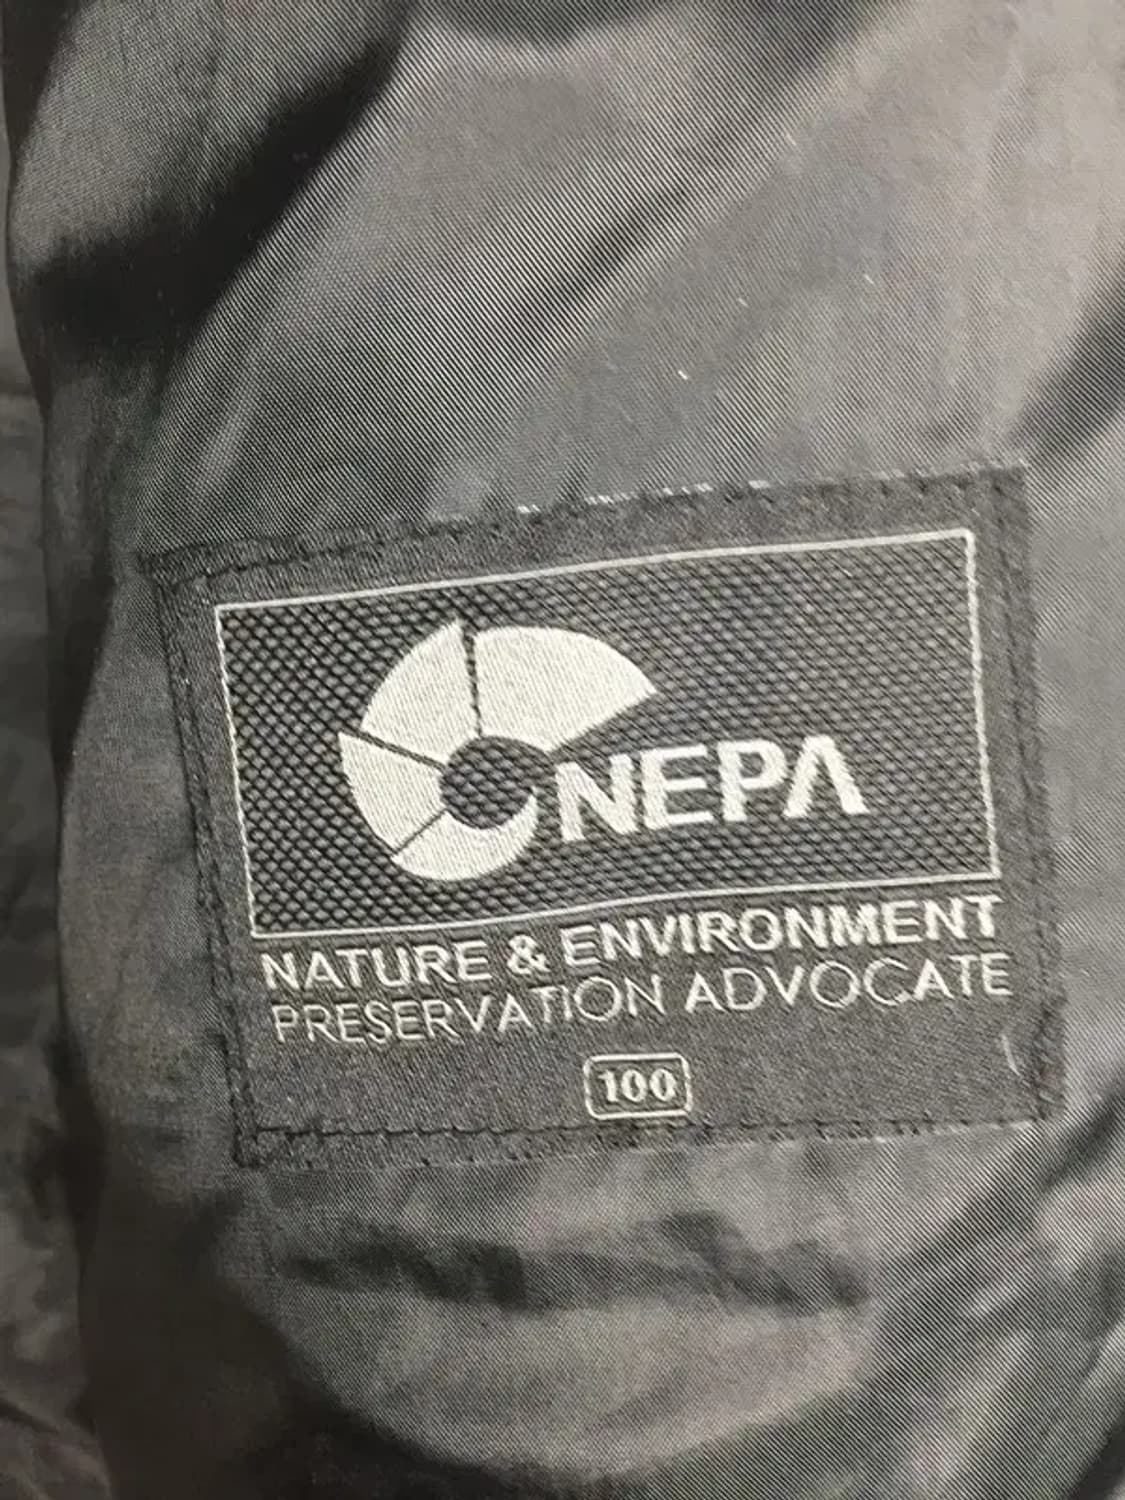 NEPA
NATURE & ENVIRONMENT
PRESERVATION ADVOCATE
100